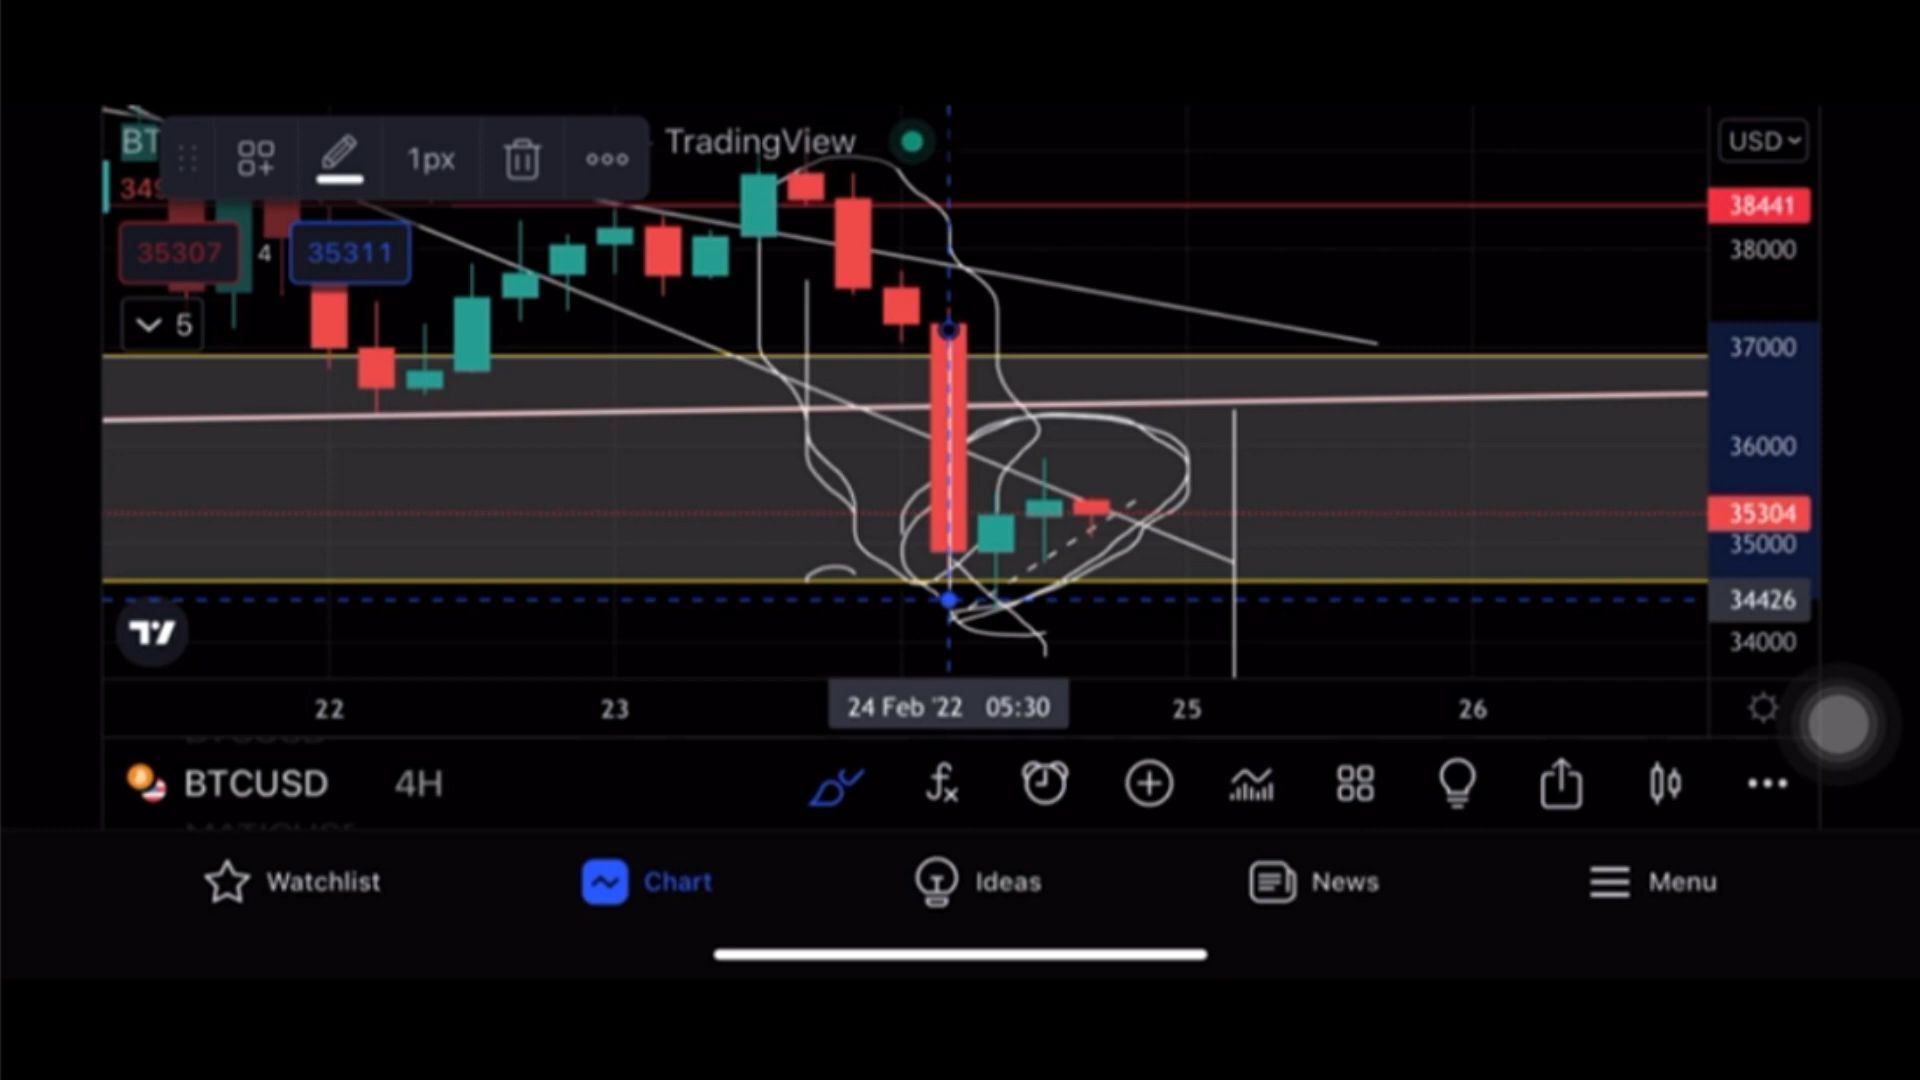 BT
1px
TradingView
USD
349
38441
35307
4
35311
38000
5
37000
36000
35304
35000
34426
34000
22
23
24 Feb '22 05:30
25
26
BTCUSD
4H
Watchlist
Chart
Ideas
News
Menu